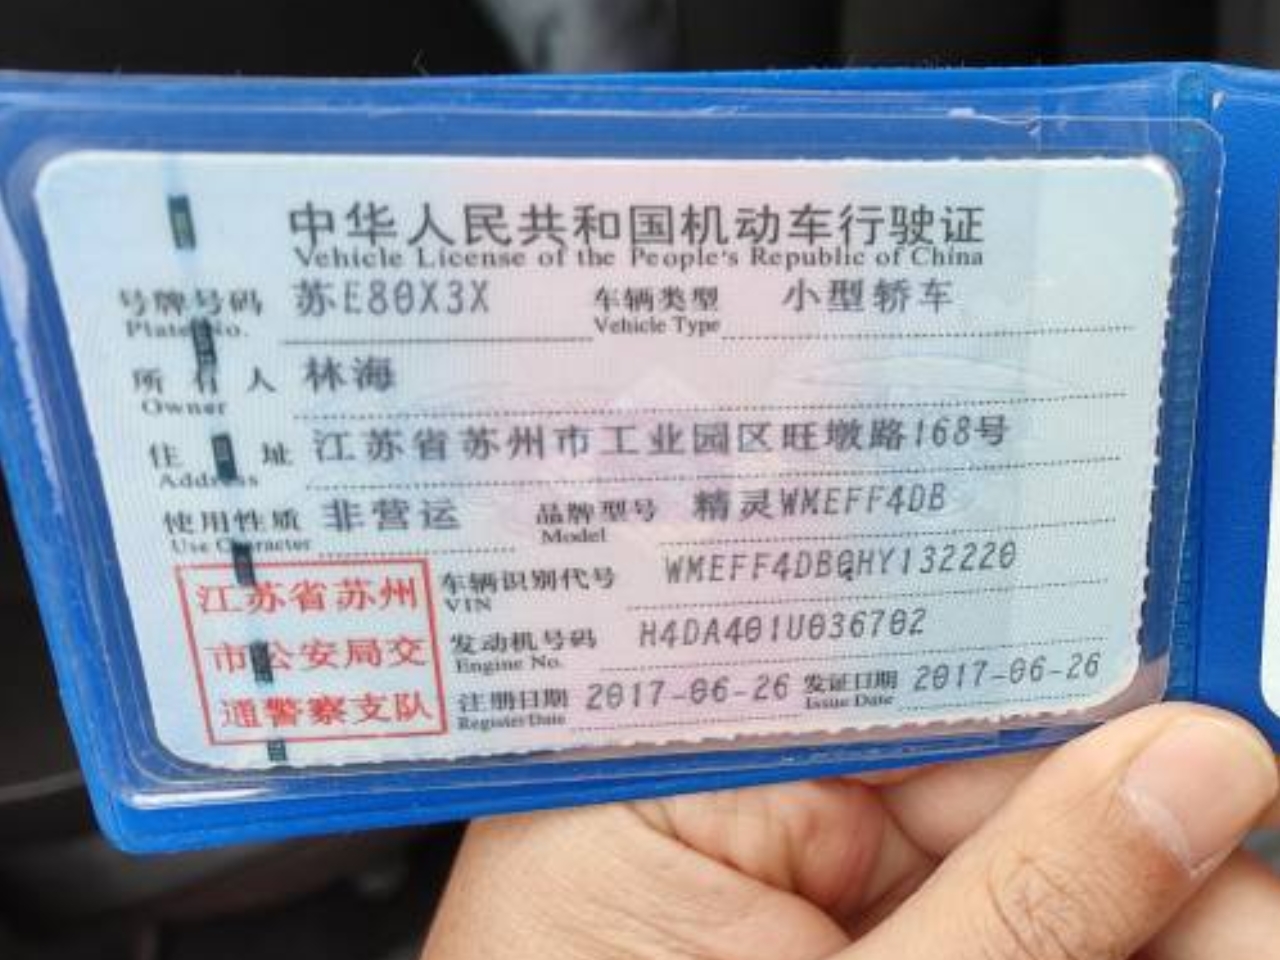 中华人民共和国机动车行驶证
Vehicle License of the People's Republic of China
号牌号码 苏E80X3X 车辆类型 小型轿车
Plate No. Vehicle Type
所有人 林海
Owner
住址 江苏省苏州市工业园区旺墩路168号
Address
使用性质 非营运 品牌型号 精灵WMEFF4DB
Use Character Model
车辆识别代号 WMEFF4DB0HY132220
VIN
发动机号码 H4DA401U036702
Engine No.
注册日期 2017-06-26 发证日期 2017-06-26
Register Date Issue Date
江苏省苏州
市公安局交
通警察支队